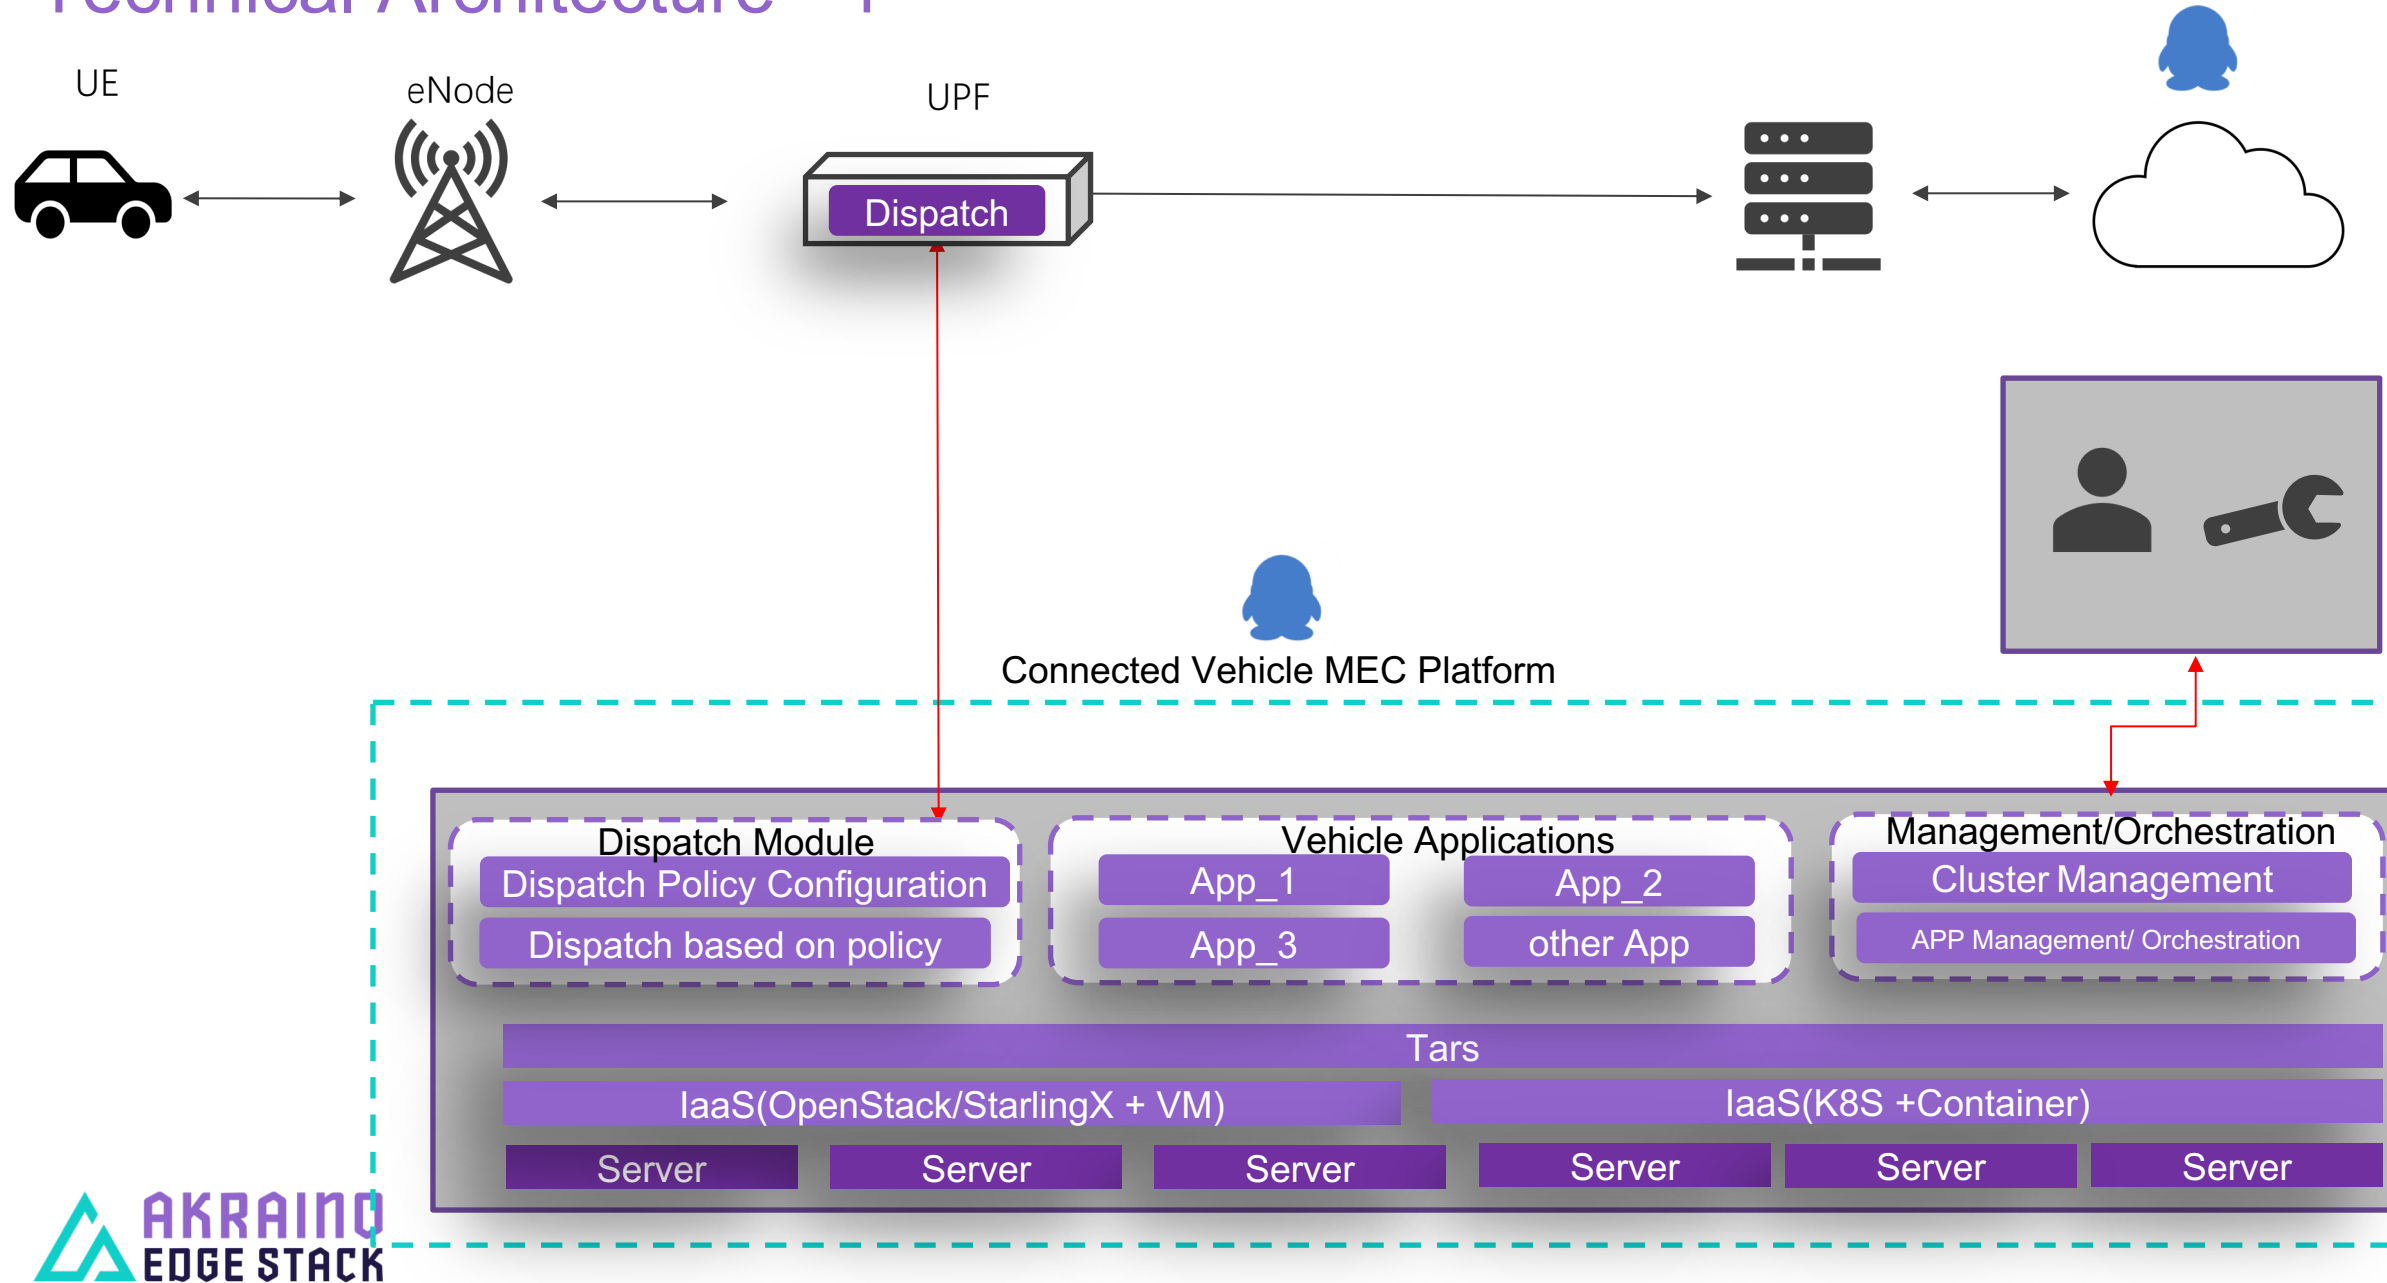 Technical Architecture
UE
eNode
UPF
Dispatch
Connected Vehicle MEC Platform
Dispatch Module
Dispatch Policy Configuration
Dispatch based on policy
Vehicle Applications
App_1
App_2
App_3
other App
Management/Orchestration
Cluster Management
APP Management/ Orchestration
Tars
IaaS(OpenStack/StarlingX + VM)
IaaS(K8S +Container)
Server
Server
Server
Server
Server
Server
AKRAINO
EDGE STACK